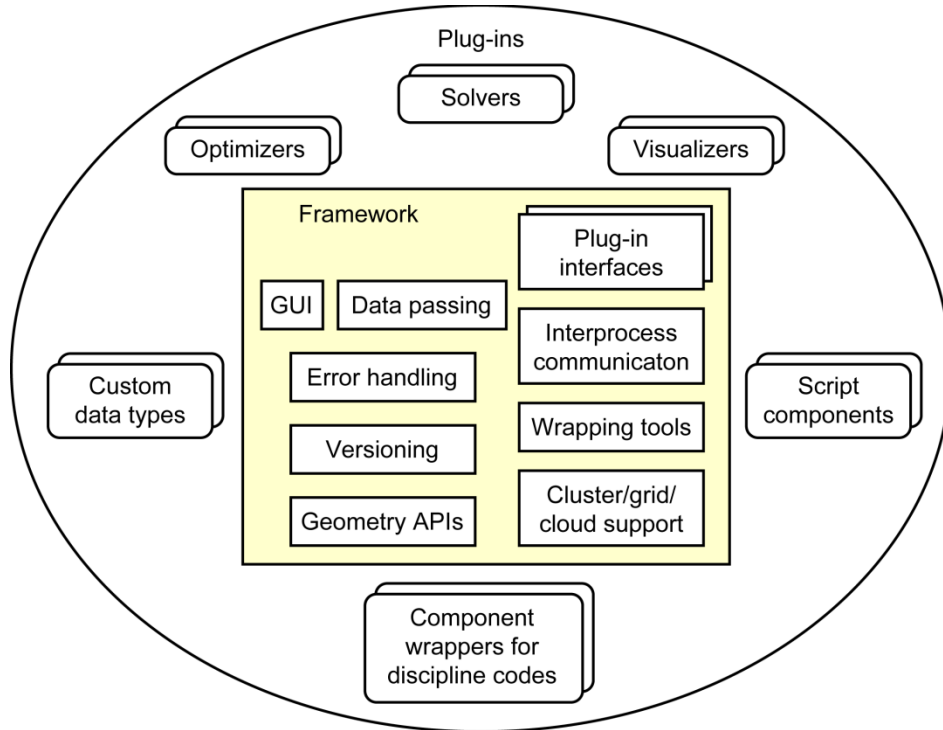 Plug-ins
Solvers
Optimizers
Visualizers
Framework
Plug-in
interfaces
GUI
Data passing
Interprocess
communicaton
Error handling
Custom
data types
Script
components
Wrapping tools
Versioning
Cluster/grid/
cloud support
Geometry APIs
Component
wrappers for
discipline codes